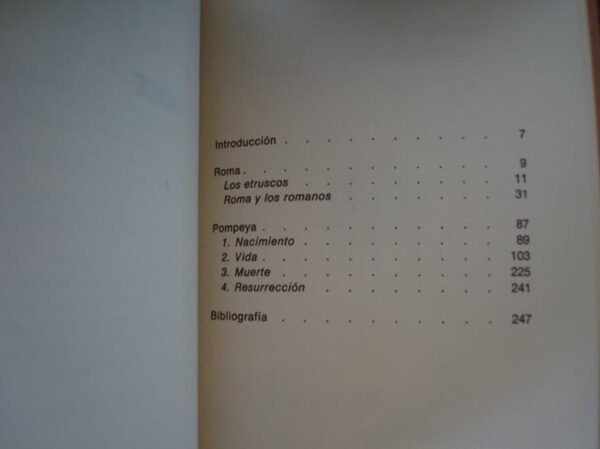 Introducción . . . . . . . . . . 7
Roma . . . . . . . . . . . 9
Los etruscos . . . . . . . . . 11
Roma y los romanos . . . . . . . 31
Pompeya . . . . . . . . . . 87
1. Nacimiento . . . . . . . . . 89
2. Vida . . . . . . . . . . 103
3. Muerte . . . . . . . . . . 225
4. Resurrección . . . . . . . . 241
Bibliografía . . . . . . . . . . 247